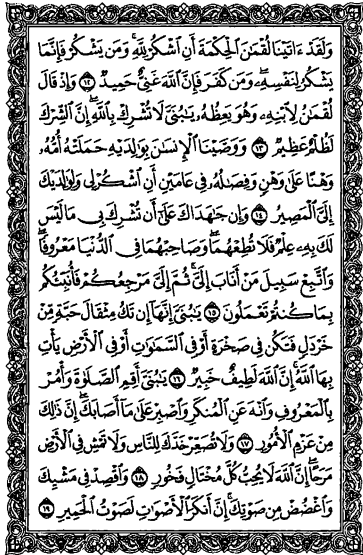 وَلَقَدْ ءَاتَيْنَا لُقْمَٰنَ ٱلْحِكْمَةَ أَنِ ٱشْكُرْ لِلَّهِ ۚ وَمَن يَشْكُرْ فَإِنَّمَا
يَشْكُرُ لِنَفْسِهِۦ ۖ وَمَن كَفَرَ فَإِنَّ ٱللَّهَ غَنِىٌّ حَمِيدٌ ١٢ وَإِذْ قَالَ
لُقْمَٰنُ لِٱبْنِهِۦ وَهُوَ يَعِظُهُۥ يَٰبُنَىَّ لَا تُشْرِكْ بِٱللَّهِ ۖ إِنَّ ٱلشِّرْكَ
لَظُلْمٌ عَظِيمٌ ١٣ وَوَصَّيْنَا ٱلْإِنسَٰنَ بِوَٰلِدَيْهِ حَمَلَتْهُ أُمُّهُۥ
وَهْنًا عَلَىٰ وَهْنٍ وَفِصَٰلُهُۥ فِى عَامَيْنِ أَنِ ٱشْكُرْ لِى وَلِوَٰلِدَيْكَ
إِلَىَّ ٱلْمَصِيرُ ١٤ وَإِن جَٰهَدَاكَ عَلَىٰٓ أَن تُشْرِكَ بِى مَا لَيْسَ
لَكَ بِهِۦ عِلْمٌ فَلَا تُطِعْهُمَا ۖ وَصَاحِبْهُمَا فِى ٱلدُّنْيَا مَعْرُوفًا ۖ
وَٱتَّبِعْ سَبِيلَ مَنْ أَنَابَ إِلَىَّ ۚ ثُمَّ إِلَىَّ مَرْجِعُكُمْ فَأُنَبِّئُكُم
بِمَا كُنتُمْ تَعْمَلُونَ ١٥ يَٰبُنَىَّ إِنَّهَآ إِن تَكُ مِثْقَالَ حَبَّةٍ مِّنْ
خَرْدَلٍ فَتَكُن فِى صَخْرَةٍ أَوْ فِى ٱلسَّمَٰوَٰتِ أَوْ فِى ٱلْأَرْضِ يَأْتِ
بِهَا ٱللَّهُ ۚ إِنَّ ٱللَّهَ لَطِيفٌ خَبِيرٌ ١٦ يَٰبُنَىَّ أَقِمِ ٱلصَّلَوٰةَ وَأْمُرْ
بِٱلْمَعْرُوفِ وَٱنْهَ عَنِ ٱلْمُنكَرِ وَٱصْبِرْ عَلَىٰ مَآ أَصَابَكَ ۖ إِنَّ ذَٰلِكَ
مِنْ عَزْمِ ٱلْأُمُورِ ١٧ وَلَا تُصَعِّرْ خَدَّكَ لِلنَّاسِ وَلَا تَمْشِ فِى ٱلْأَرْضِ
مَرَحًا ۖ إِنَّ ٱللَّهَ لَا يُحِبُّ كُلَّ مُخْتَالٍ فَخُورٍ ١٨ وَٱقْصِدْ فِى مَشْيِكَ
وَٱغْضُضْ مِن صَوْتِكَ ۚ إِنَّ أَنكَرَ ٱلْأَصْوَٰتِ لَصَوْتُ ٱلْحَمِيرِ ١٩